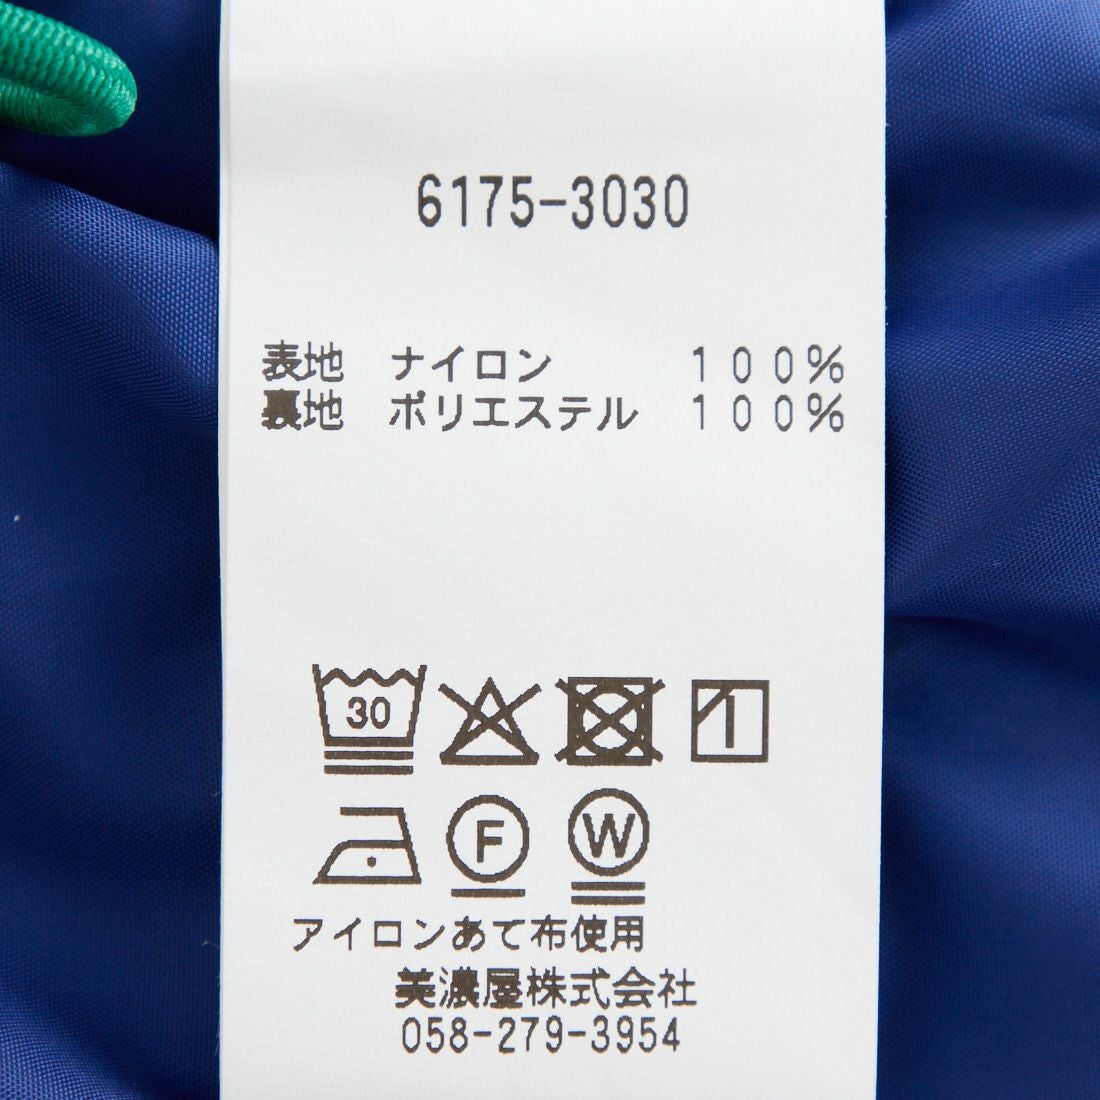 6175-3030
表地 ナイロン 100%
裏地 ポリエステル 100%
30
F W
アイロンあて布使用
美濃屋株式会社
058-279-3954